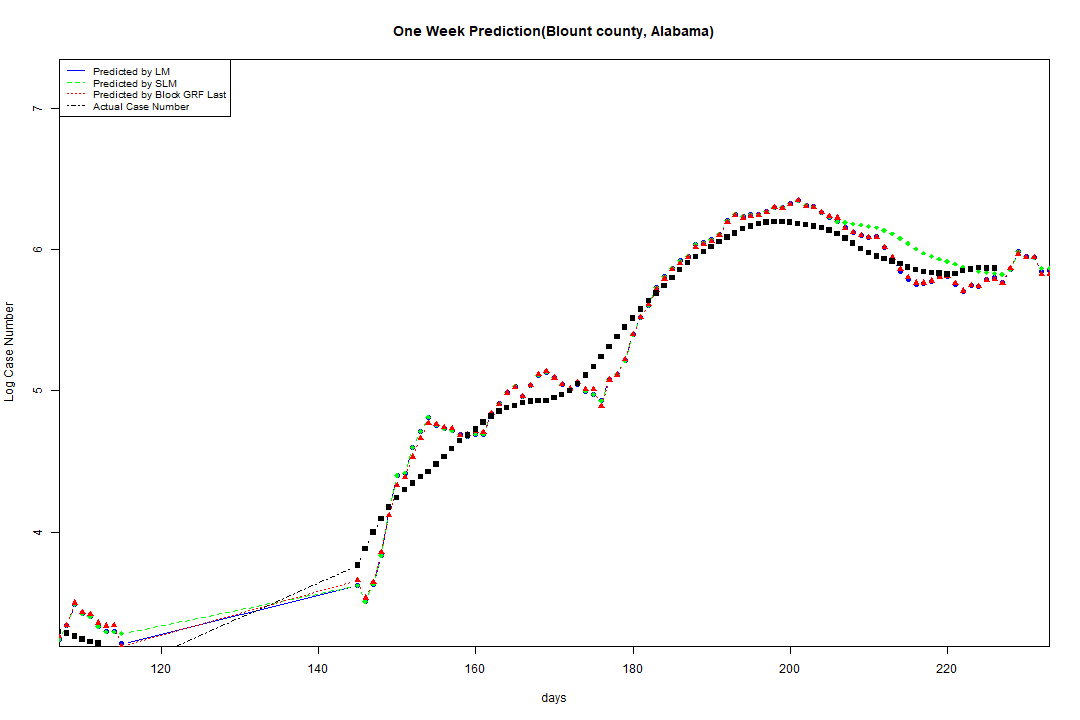 One Week Prediction(Blount county, Alabama)
Predicted by LM
Predicted by SLM
Predicted by Block GRF Last
Actual Case Number
7
6
5
4
Log Case Number
120 140 160 180 200 220
days